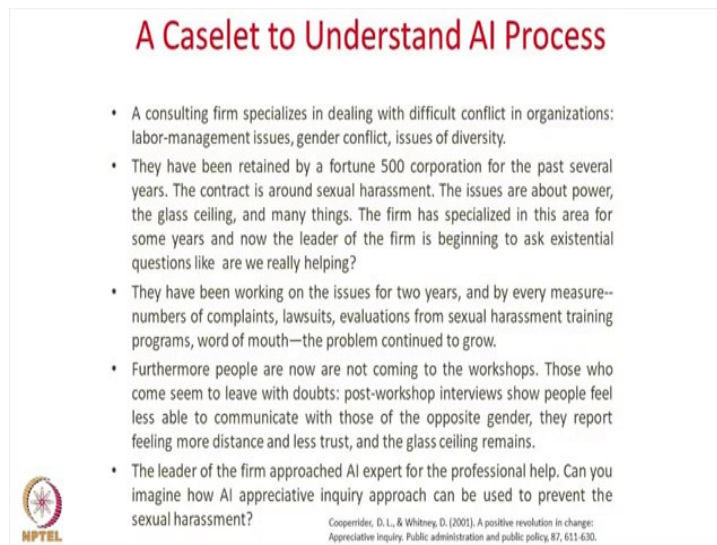 A Caselet to Understand AI Process
• A consulting firm specializes in dealing with difficult conflict in organizations:
labor-management issues, gender conflict, issues of diversity.
• They have been retained by a fortune 500 corporation for the past several
years. The contract is around sexual harassment. The issues are about power,
the glass ceiling, and many things. The firm has specialized in this area for
some years and now the leader of the firm is beginning to ask existential
questions like are we really helping?
• They have been working on the issues for two years, and by every measure--
numbers of complaints, lawsuits, evaluations from sexual harassment training
programs, word of mouth—the problem continued to grow.
• Furthermore people are now are not coming to the workshops. Those who
come seem to leave with doubts: post-workshop interviews show people feel
less able to communicate with those of the opposite gender, they report
feeling more distance and less trust, and the glass ceiling remains.
• The leader of the firm approached AI expert for the professional help. Can you
imagine how AI appreciative inquiry approach can be used to prevent the
sexual harassment?
Cooperrider, D. L., & Whitney, D. (2001). A positive revolution in change:
Appreciative inquiry. Public administration and public policy, 87, 611-630.
NPTEL